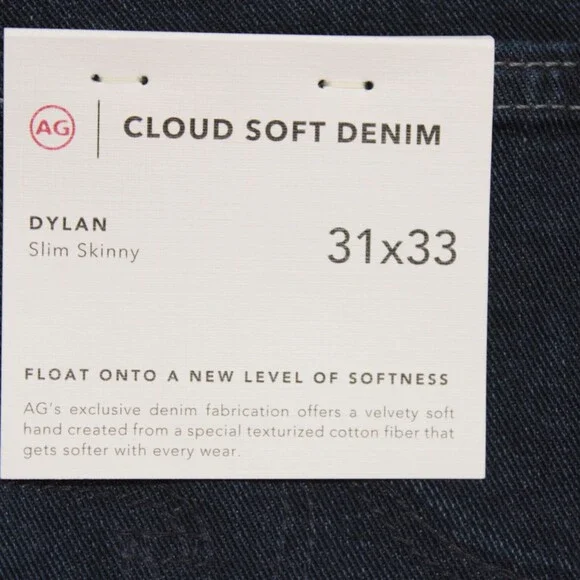 AG
CLOUD SOFT DENIM
DYLAN
Slim Skinny
31x33
FLOAT ONTO A NEW LEVEL OF SOFTNESS
AG's exclusive denim fabrication offers a velvety soft
hand created from a special texturized cotton fiber that
gets softer with every wear.